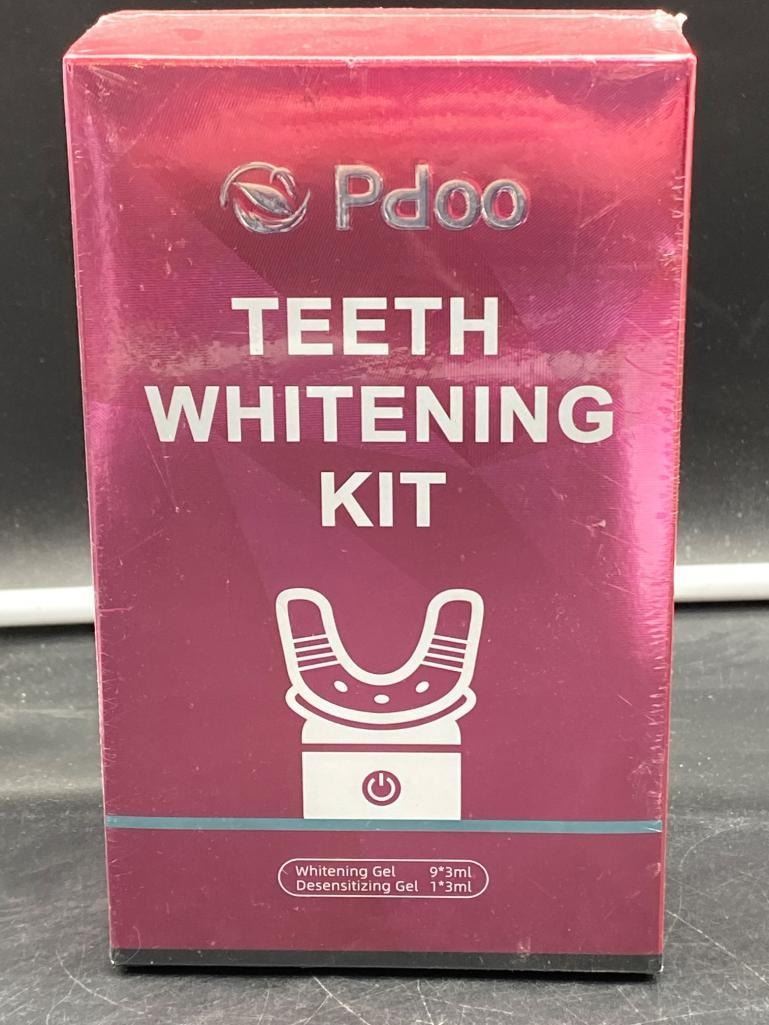 Pdoo
TEETH
WHITENING
KIT
Whitening Gel 9*3ml
Desensitizing Gel 1*3ml